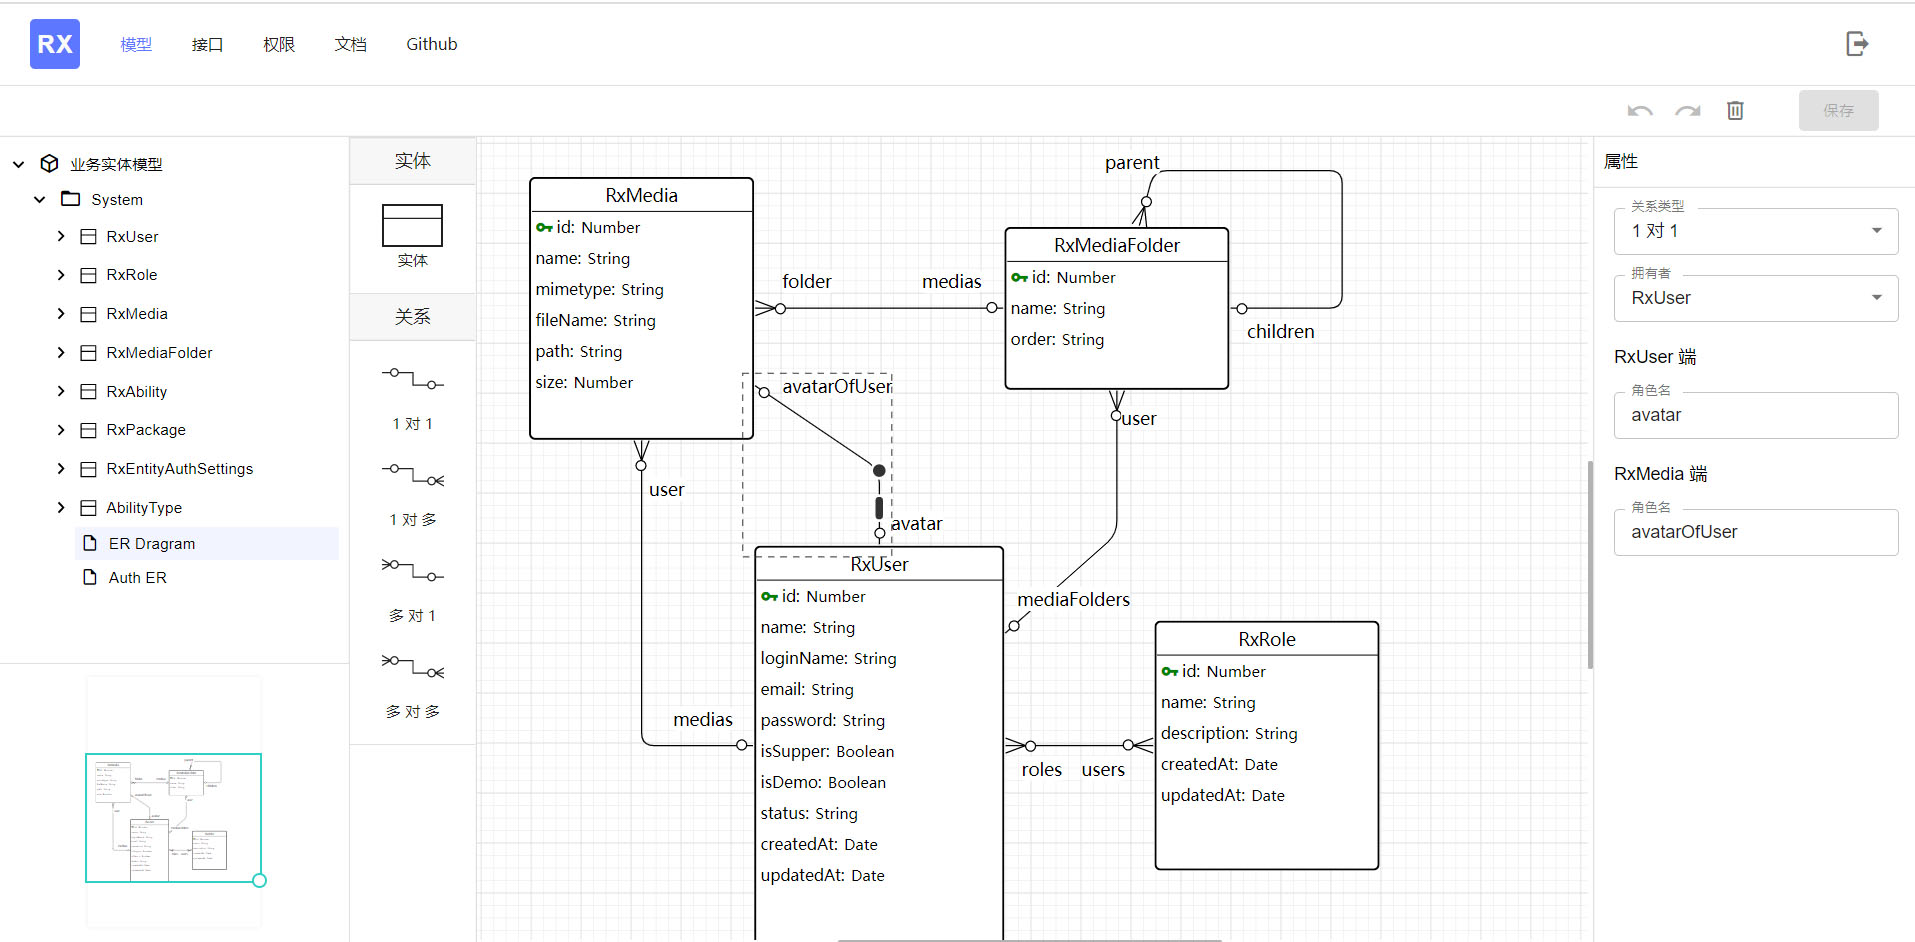 RX
模型
接口
权限
文档
Github
保存
业务实体模型
System
RxUser
RxRole
RxMedia
RxMediaFolder
RxAbility
RxPackage
RxEntityAuthSettings
AbilityType
ER Dragram
Auth ER
实体
实体
关系
1 对 1
1 对 多
多 对 1
多 对 多
RxMedia
id: Number
name: String
mimetype: String
fileName: String
path: String
size: Number
folder
medias
parent
RxMediaFolder
id: Number
name: String
order: String
children
avatarOfUser
avatar
user
user
medias
mediaFolders
RxUser
id: Number
name: String
loginName: String
email: String
password: String
isSupper: Boolean
isDemo: Boolean
status: String
createdAt: Date
updatedAt: Date
roles
users
RxRole
id: Number
name: String
description: String
createdAt: Date
updatedAt: Date
属性
关系类型
1 对 1
拥有者
RxUser
RxUser 端
角色名
avatar
RxMedia 端
角色名
avatarOfUser